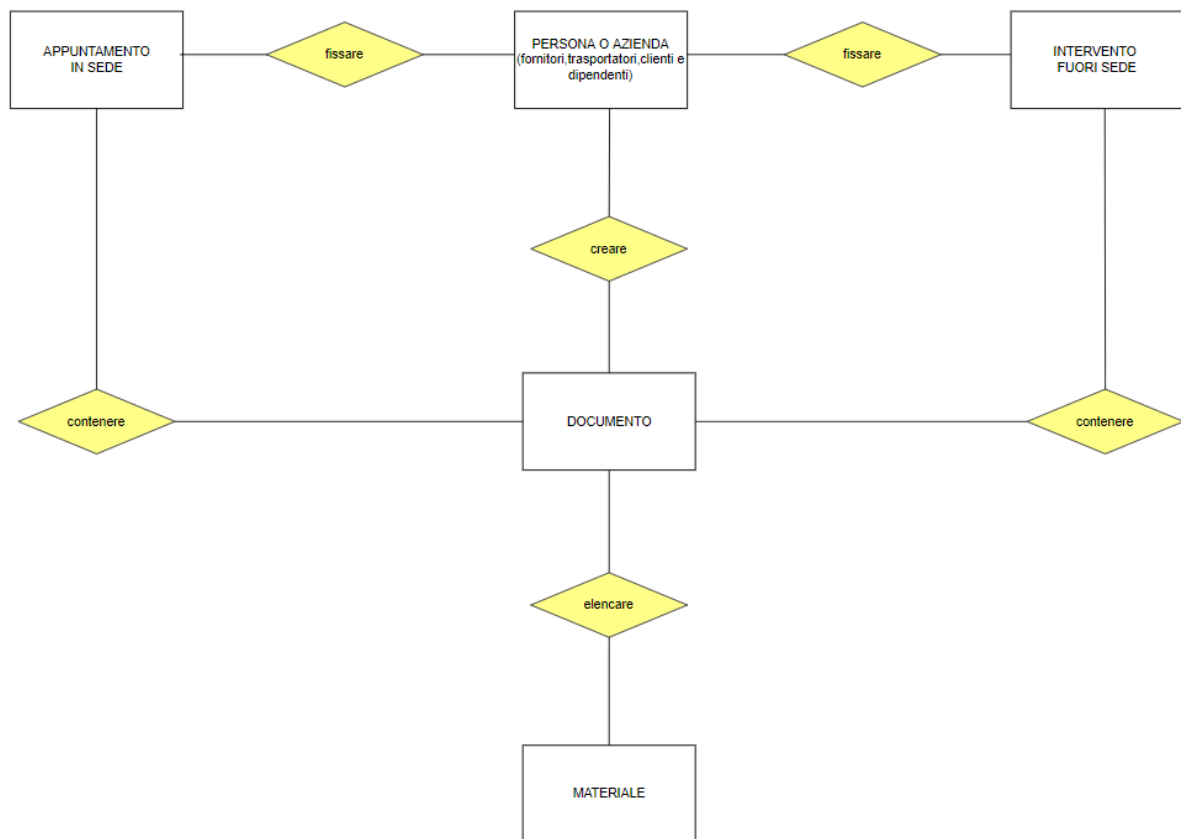 APPUNTAMENTO
IN SEDE
fissare
PERSONA O AZIENDA
(fornitori,trasportatori,clienti e
dipendenti)
fissare
INTERVENTO
FUORI SEDE
creare
contenere
DOCUMENTO
contenere
elencare
MATERIALE